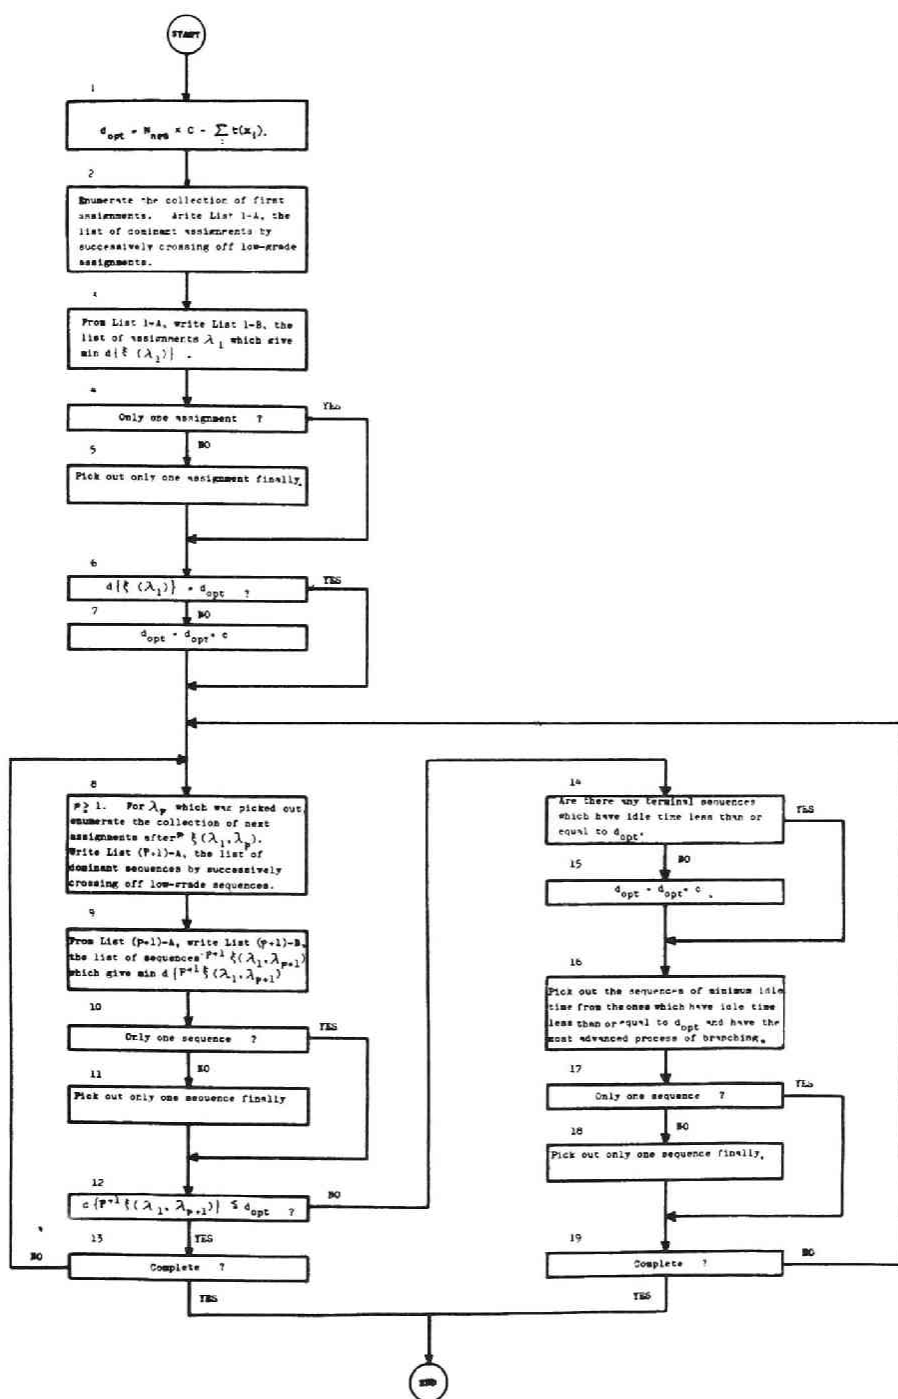 START
1
d_opt = N_nes × C - Σ t(x_i).
2
Enumerate the collection of first
assignments. Write List 1-A, the
list of dominant assignments by
successively crossing off low-grade
assignments.
From List 1-A, write List 1-B, the
list of assignments λ_1 which give
min d{ξ(λ_1)} .
4
Only one assignment ?
YES
NO
5
Pick out only one assignment finally.
6
d{ξ(λ_1)} = d_opt ?
YES
NO
7
d_opt = d_opt+ c
8
p ≥ 1. For λ_p which was picked out,
enumerate the collection of next
assignments after ^p ξ(λ_1,λ_p).
Write List (P+1)-A, the list of
dominant sequences by successively
crossing off low-grade sequences.
9
From List (p+1)-A, write List (p+1)-B,
the list of sequences ^p+1 ξ(λ_1,λ_p+1)
which give min d{^p+1 ξ(λ_1,λ_p+1)
10
Only one sequence ?
YES
NO
11
Pick out only one sequence finally
12
d{^p+1 ξ(λ_1, λ_p+1)} ≤ d_opt ?
NO
YES
13
Complete ?
NO
YES
14
Are there any terminal sequences
which have idle time less than or
equal to d_opt.
YES
NO
15
d_opt = d_opt+ c .
16
Pick out the sequences of minimum idle
time from the ones which have idle time
less than or equal to d_opt and have the
most advanced process of branching.
17
Only one sequence ?
YES
NO
18
Pick out only one sequence finally.
19
Complete ?
NO
YES
END